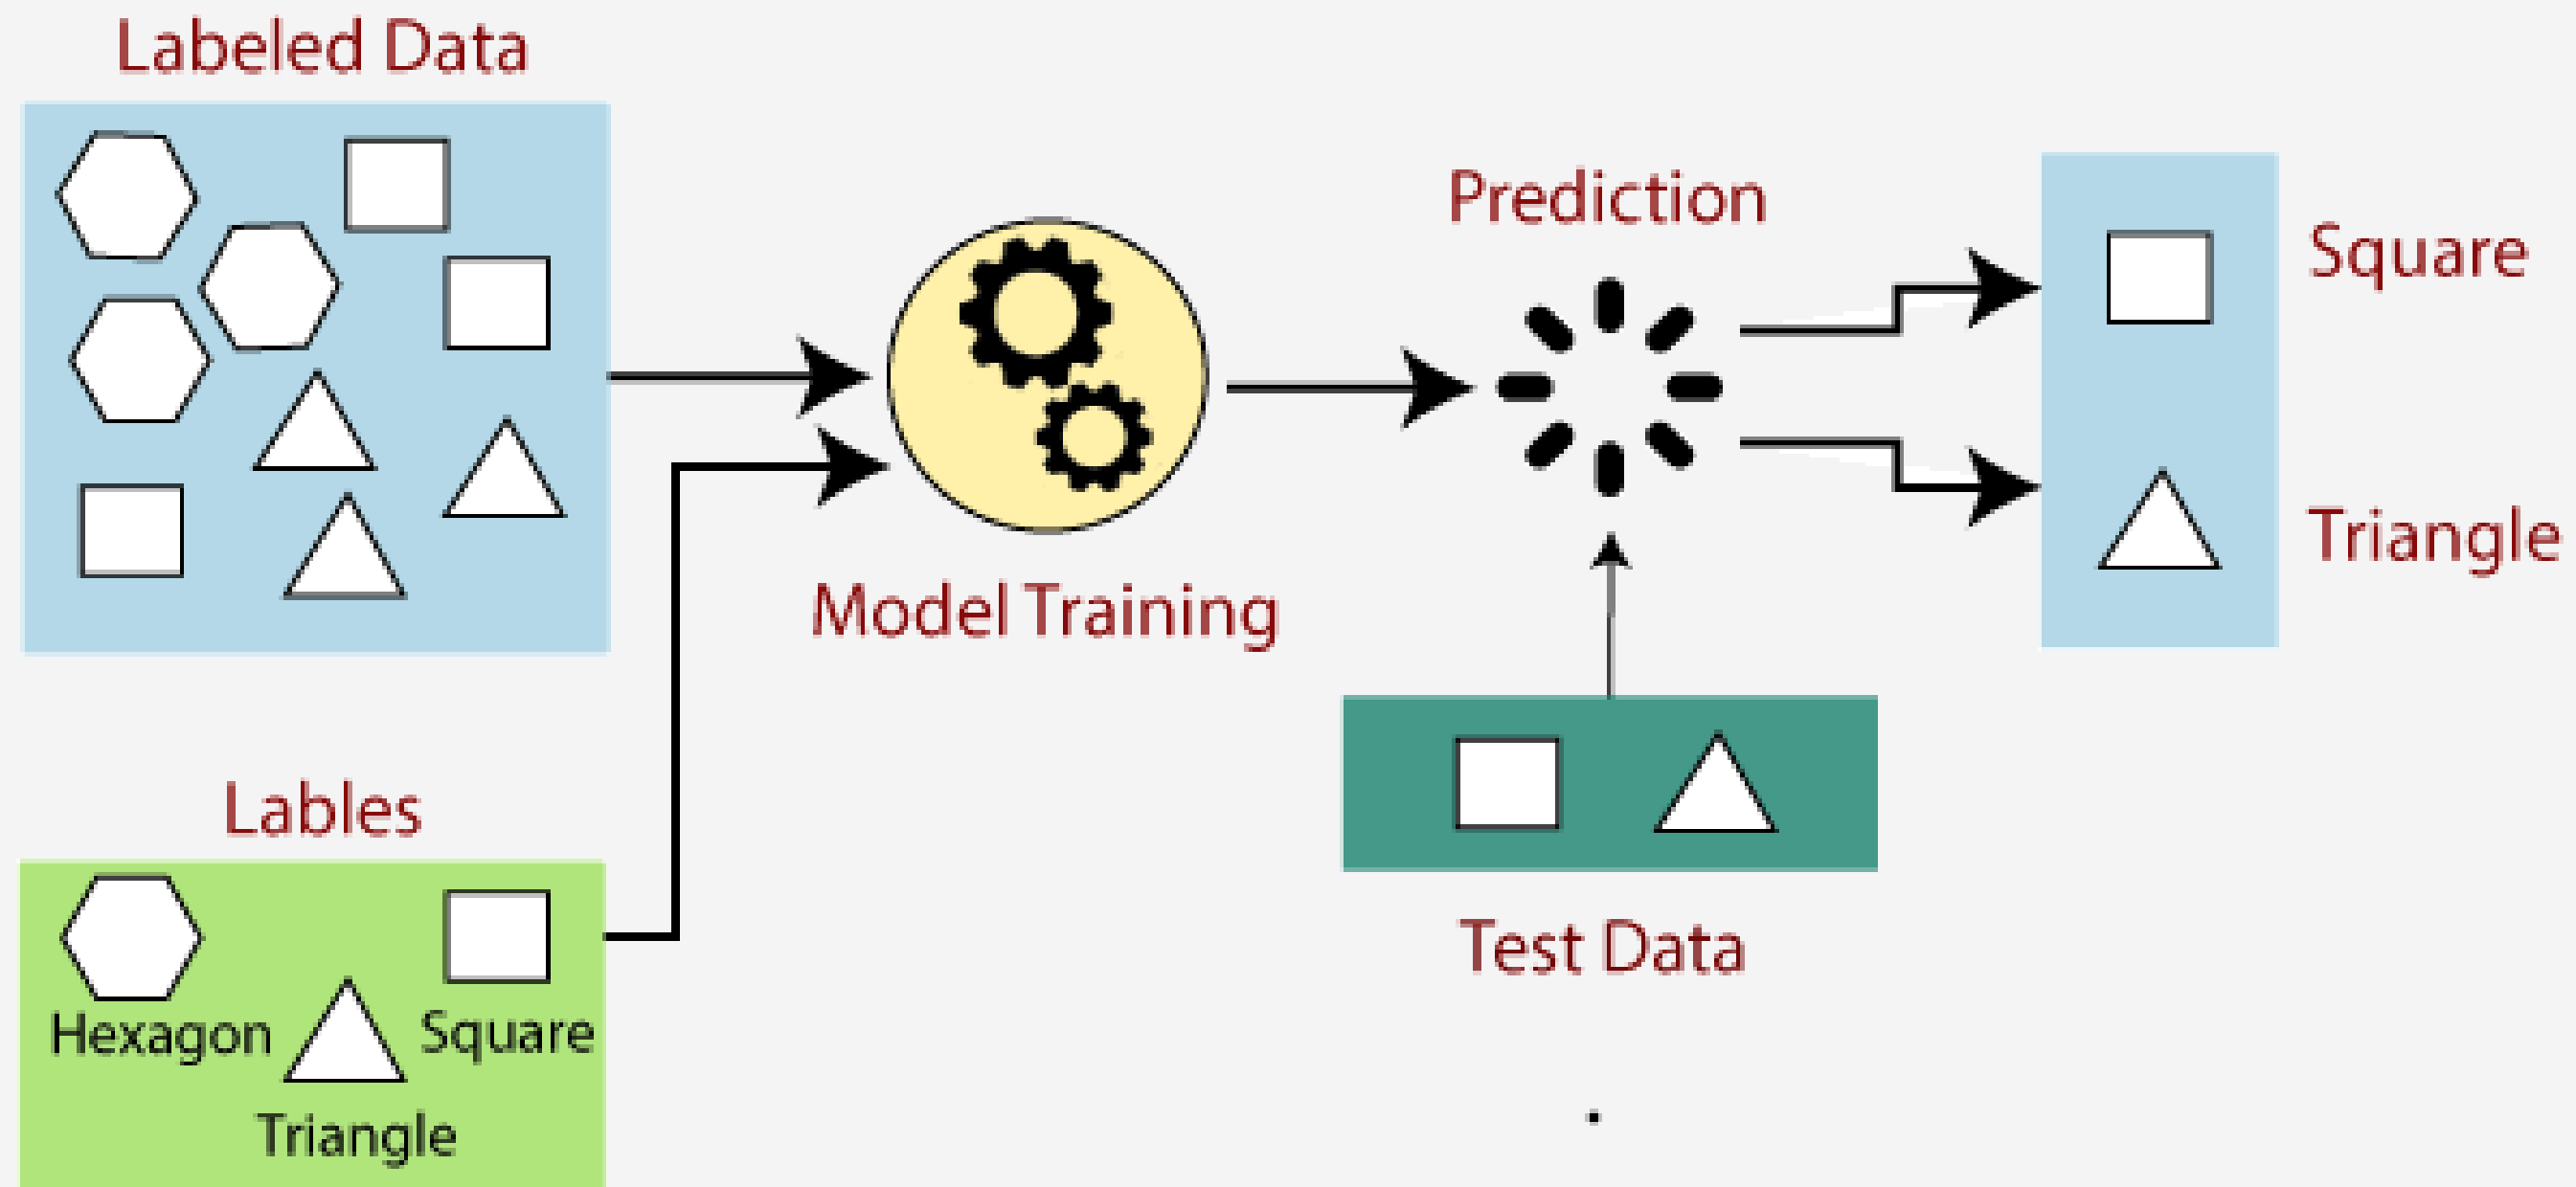 Labeled Data
Prediction
Square
Triangle
Model Training
Lables
Hexagon
Square
Triangle
Test Data